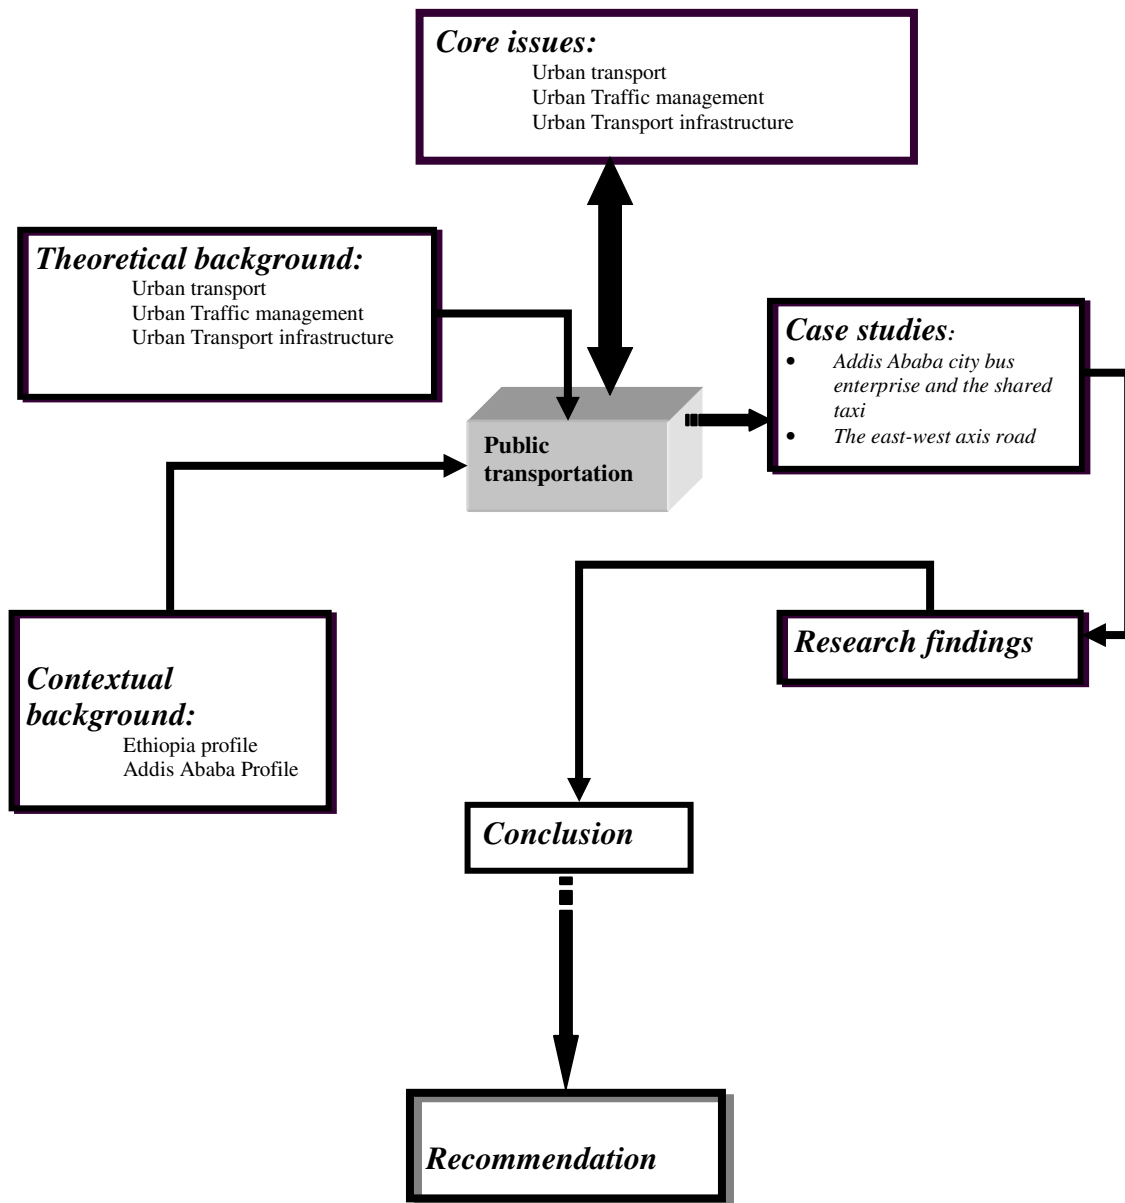 Core issues:
Urban transport
Urban Traffic management
Urban Transport infrastructure
Theoretical background:
Urban transport
Urban Traffic management
Urban Transport infrastructure
Case studies:
• Addis Ababa city bus
enterprise and the shared
taxi
• The east-west axis road
Public
transportation
Research findings
Contextual
background:
Ethiopia profile
Addis Ababa Profile
Conclusion
Recommendation